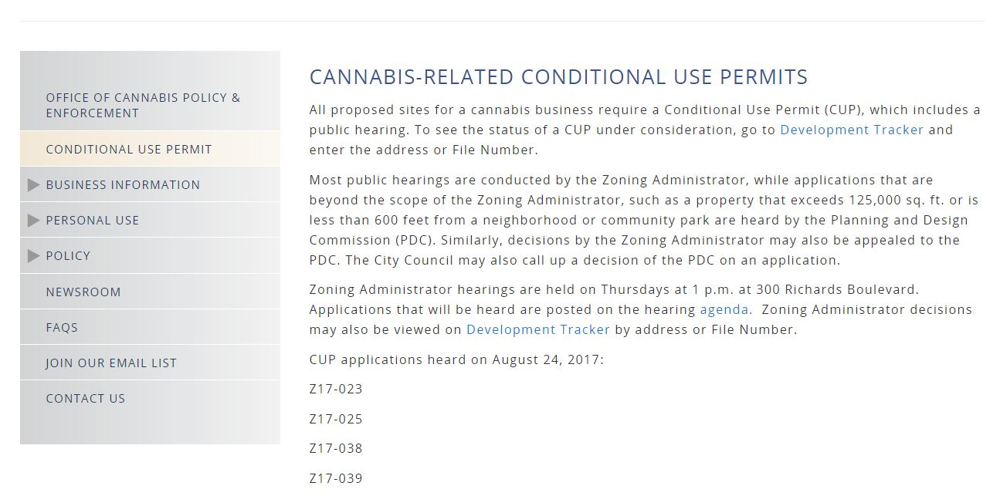 OFFICE OF CANNABIS POLICY &
ENFORCEMENT
CONDITIONAL USE PERMIT
BUSINESS INFORMATION
PERSONAL USE
POLICY
NEWSROOM
FAQS
JOIN OUR EMAIL LIST
CONTACT US
CANNABIS-RELATED CONDITIONAL USE PERMITS
All proposed sites for a cannabis business require a Conditional Use Permit (CUP), which includes a
public hearing. To see the status of a CUP under consideration, go to Development Tracker and
enter the address or File Number.
Most public hearings are conducted by the Zoning Administrator, while applications that are
beyond the scope of the Zoning Administrator, such as a property that exceeds 125,000 sq. ft. or is
less than 600 feet from a neighborhood or community park are heard by the Planning and Design
Commission (PDC). Similarly, decisions by the Zoning Administrator may also be appealed to the
PDC. The City Council may also call up a decision of the PDC on an application.
Zoning Administrator hearings are held on Thursdays at 1 p.m. at 300 Richards Boulevard.
Applications that will be heard are posted on the hearing agenda. Zoning Administrator decisions
may also be viewed on Development Tracker by address or File Number.
CUP applications heard on August 24, 2017:
Z17-023
Z17-025
Z17-038
Z17-039